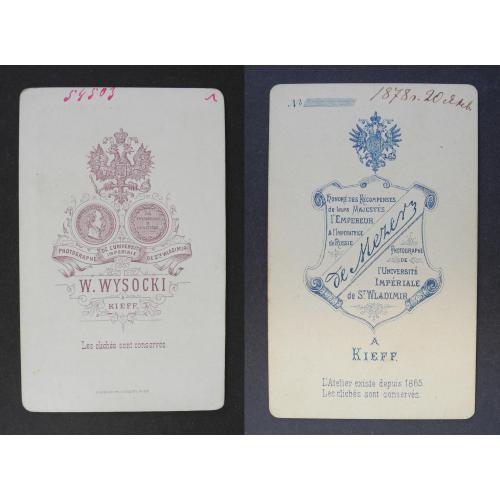 54503
PHOTOGRAPHE DE L'UNIVERSITÉ IMPÉRIALE DE ST. WLADIMIR
W. WYSOCKI
À
KIEFF.
Les clichés sont conservés.
№
1878 г. 20 Янв.
HONORÉ DES RÉCOMPENSES
de leurs MAJESTÉS
L'EMPEREUR
& L'IMPÉRATRICE
de RUSSIE
de Mezer
PHOTOGRAPHE
DE
L'UNIVERSITÉ
IMPÉRIALE
de ST. WLADIMIR
A
KIEFF.
L'Atelier existe depuis 1865.
Les clichés sont conservés.